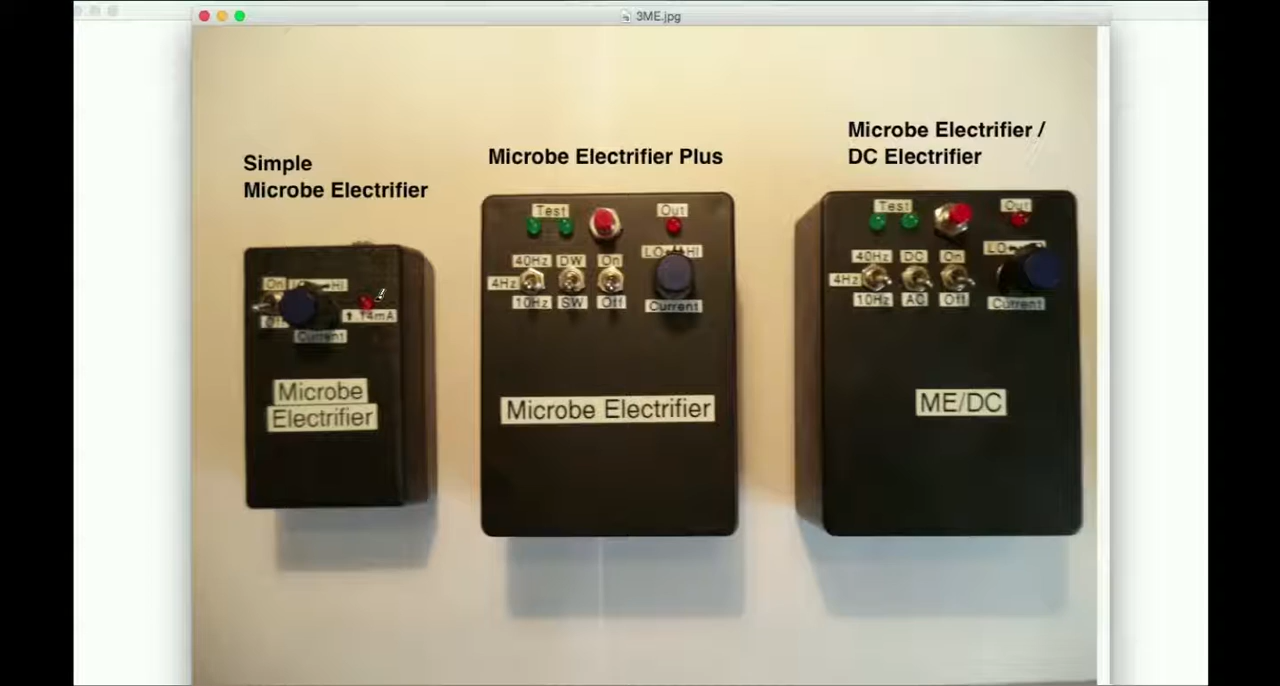 3ME.jpg
Simple
Microbe Electrifier
On
HI
Current
Microbe
Electrifier
Microbe Electrifier Plus
Test
Out
40Hz DW On
LO HI
4Hz
10Hz SW Off
Current
Microbe Electrifier
Microbe Electrifier /
DC Electrifier
Test
Out
40Hz DC On
LO
4Hz
10Hz AC Off
Current
ME/DC